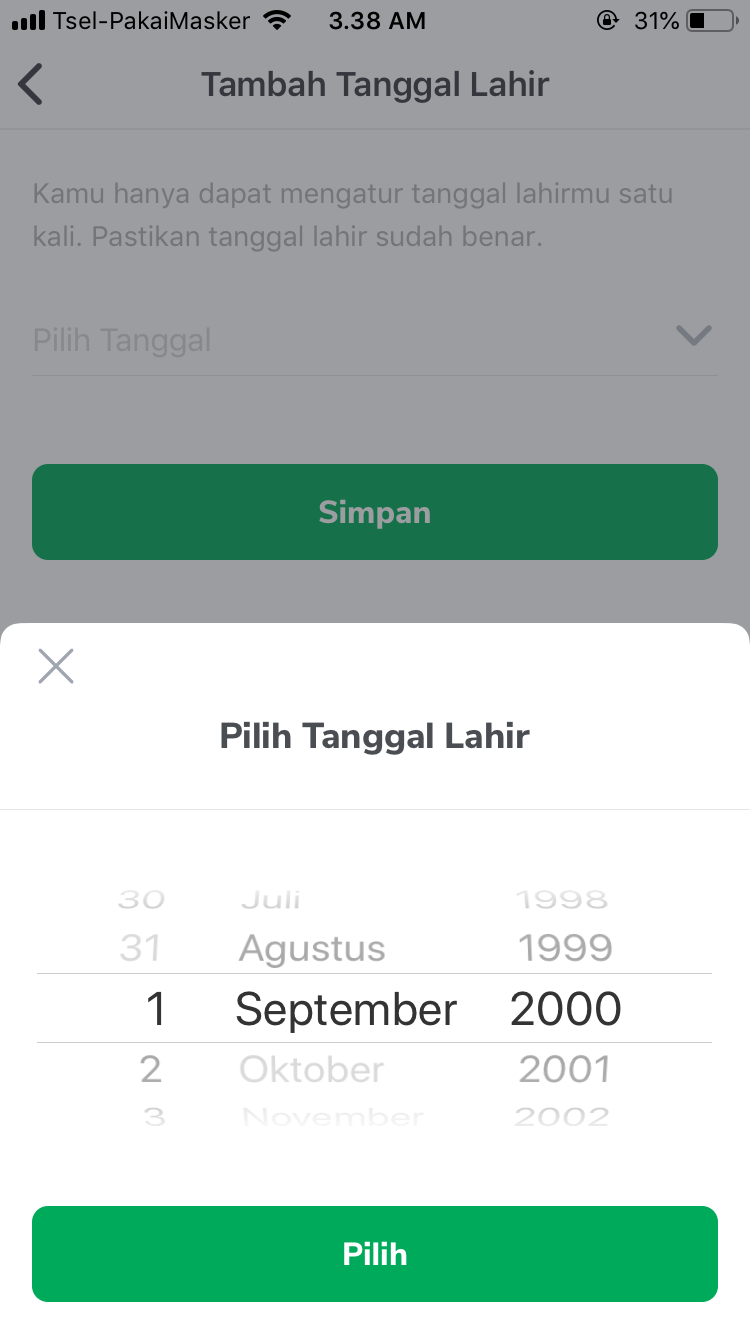 Tsel-PakaiMasker 3.38 AM 31%
Tambah Tanggal Lahir
Kamu hanya dapat mengatur tanggal lahirmu satu
kali. Pastikan tanggal lahir sudah benar.
Pilih Tanggal
Simpan
Pilih Tanggal Lahir
30 Juli 1998
31 Agustus 1999
1 September 2000
2 Oktober 2001
3 November 2002
Pilih